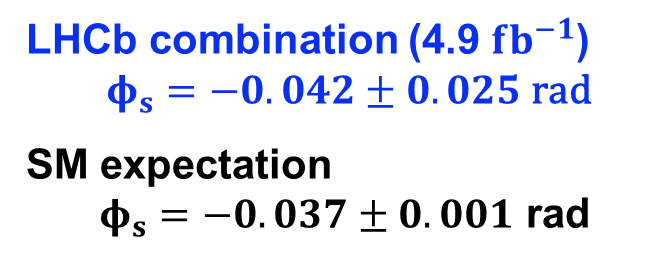 LHCb combination (4.9 fb⁻¹)
ϕₛ = −0.042 ± 0.025 rad
SM expectation
ϕₛ = −0.037 ± 0.001 rad